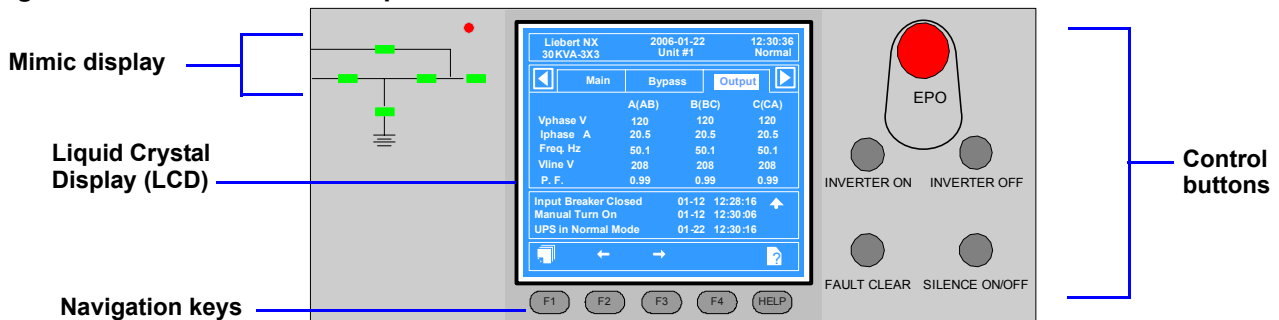 Mimic display
Liquid Crystal
Display (LCD)
Navigation keys
Liebert NX 2006-01-22 12:30:36
30KVA-3X3 Unit #1 Normal
Main Bypass Output
A(AB) B(BC) C(CA)
Vphase V 120 120 120
Iphase A 20.5 20.5 20.5
Freq. Hz 50.1 50.1 50.1
Vline V 208 208 208
P. F. 0.99 0.99 0.99
Input Breaker Closed 01-12 12:28:16
Manual Turn On 01-12 12:30:06
UPS in Normal Mode 01-22 12:30:16
?
F1 F2 F3 F4 HELP
EPO
INVERTER ON INVERTER OFF
FAULT CLEAR SILENCE ON/OFF
Control
buttons